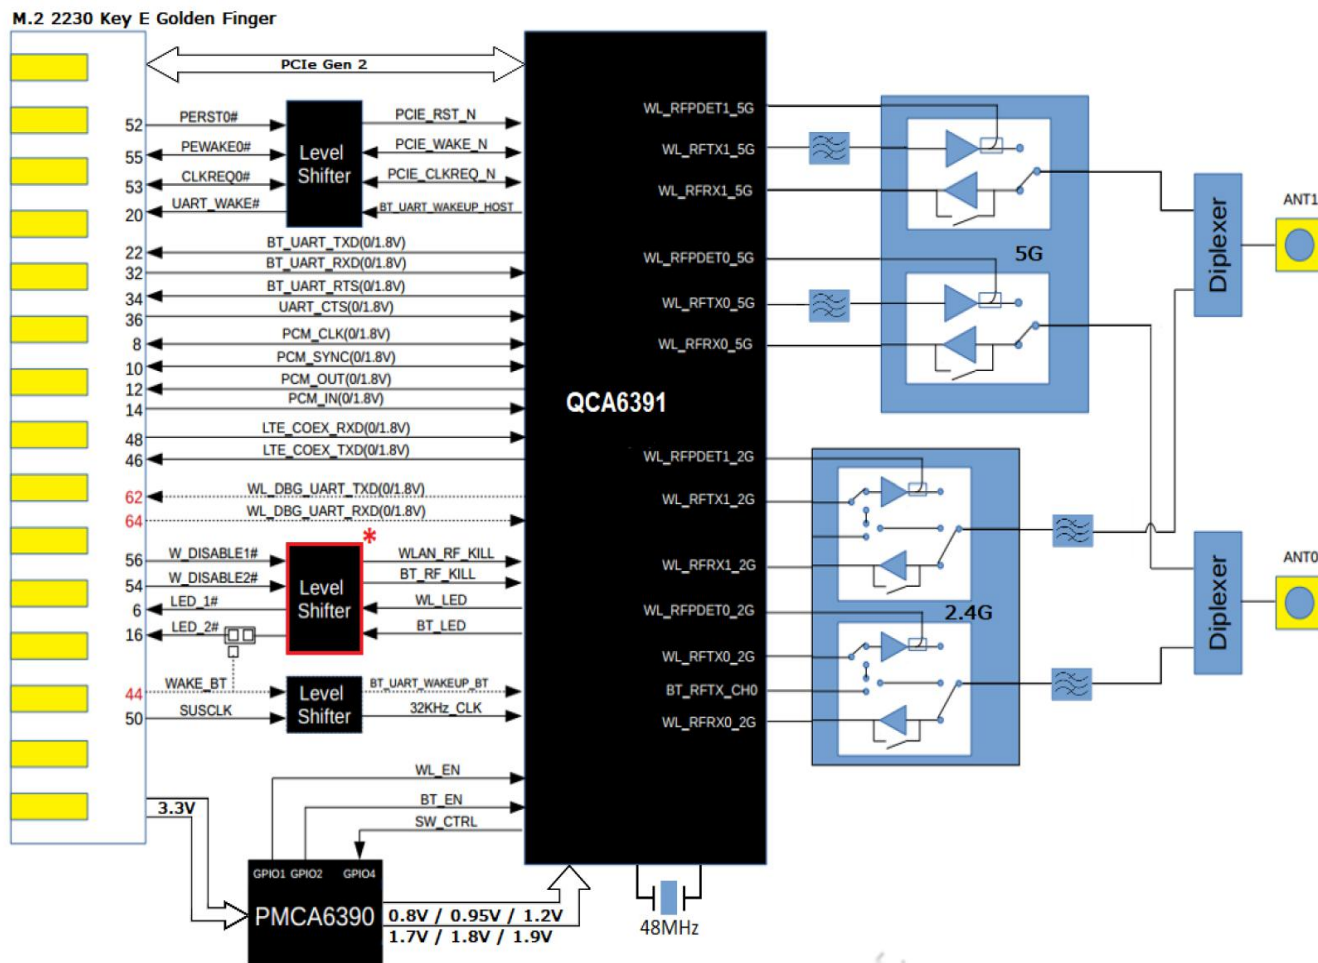 M.2 2230 Key E Golden Finger
PCIe Gen 2
52
PERST0#
55
PEWAKE0#
53
CLKREQ0#
20
UART_WAKE#
Level
Shifter
PCIE_RST_N
PCIE_WAKE_N
PCIE_CLKREQ_N
BT_UART_WAKEUP_HOST
22
BT_UART_TXD(0/1.8V)
32
BT_UART_RXD(0/1.8V)
34
BT_UART_RTS(0/1.8V)
36
UART_CTS(0/1.8V)
8
PCM_CLK(0/1.8V)
10
PCM_SYNC(0/1.8V)
12
PCM_OUT(0/1.8V)
14
PCM_IN(0/1.8V)
48
LTE_COEX_RXD(0/1.8V)
46
LTE_COEX_TXD(0/1.8V)
62
WL_DBG_UART_TXD(0/1.8V)
64
WL_DBG_UART_RXD(0/1.8V)
*
56
W_DISABLE1#
54
W_DISABLE2#
6
LED_1#
16
LED_2#
Level
Shifter
WLAN_RF_KILL
BT_RF_KILL
WL_LED
BT_LED
44
WAKE_BT
50
SUSCLK
Level
Shifter
BT_UART_WAKEUP_BT
32KHz_CLK
WL_EN
BT_EN
SW_CTRL
3.3V
GPIO1
GPIO2
GPIO4
PMCA6390
0.8V / 0.95V / 1.2V
1.7V / 1.8V / 1.9V
QCA6391
48MHz
WL_RFPDET1_5G
WL_RFTX1_5G
WL_RFRX1_5G
WL_RFPDET0_5G
WL_RFTX0_5G
WL_RFRX0_5G
WL_RFPDET1_2G
WL_RFTX1_2G
WL_RFRX1_2G
WL_RFPDET0_2G
WL_RFTX0_2G
BT_RFTX_CH0
WL_RFRX0_2G
5G
2.4G
Diplexer
ANT1
Diplexer
ANT0